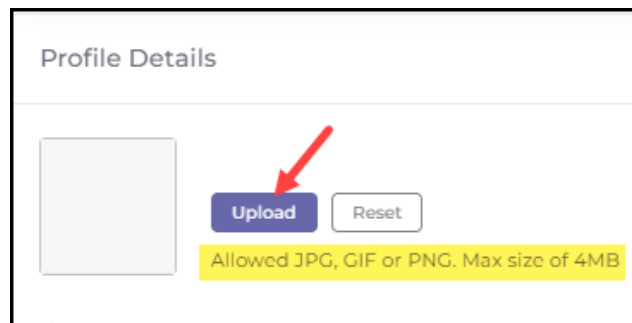 Profile Details
Upload Reset
Allowed JPG, GIF or PNG. Max size of 4MB